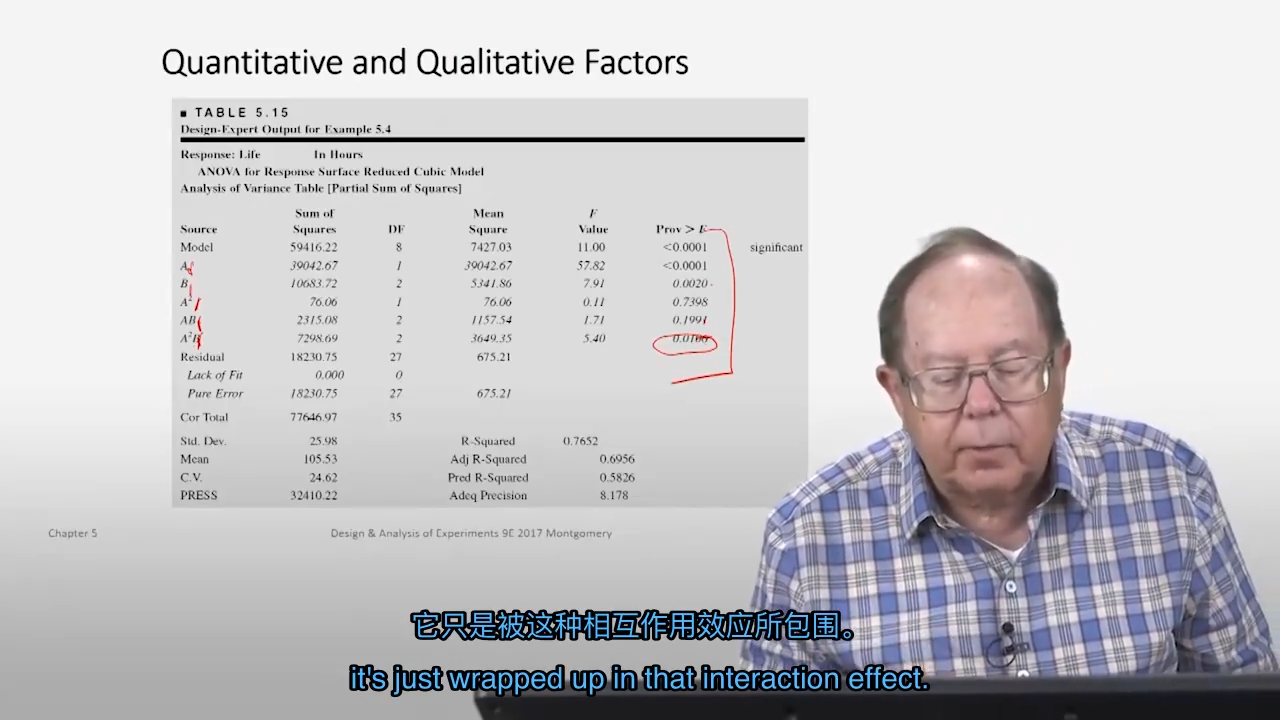 Quantitative and Qualitative Factors
■ TABLE 5.15
Design-Expert Output for Example 5.4
Response: Life In Hours
ANOVA for Response Surface Reduced Cubic Model
Analysis of Variance Table [Partial Sum of Squares]
Sum of Mean F
Source Squares DF Square Value Prov > F
Model 59416.22 8 7427.03 11.00 <0.0001 significant
A 39042.67 1 39042.67 57.82 <0.0001
B 10683.72 2 5341.86 7.91 0.0020
A² 76.06 1 76.06 0.11 0.7398
AB 2315.08 2 1157.54 1.71 0.1991
A²B 7298.69 2 3649.35 5.40 0.0106
Residual 18230.75 27 675.21
Lack of Fit 0.000 0
Pure Error 18230.75 27 675.21
Cor Total 77646.97 35
Std. Dev. 25.98 R-Squared 0.7652
Mean 105.53 Adj R-Squared 0.6956
C.V. 24.62 Pred R-Squared 0.5826
PRESS 32410.22 Adeq Precision 8.178
Chapter 5 Design & Analysis of Experiments 9E 2017 Montgomery
它只是被这种相互作用效应所包围。
it's just wrapped up in that interaction effect.